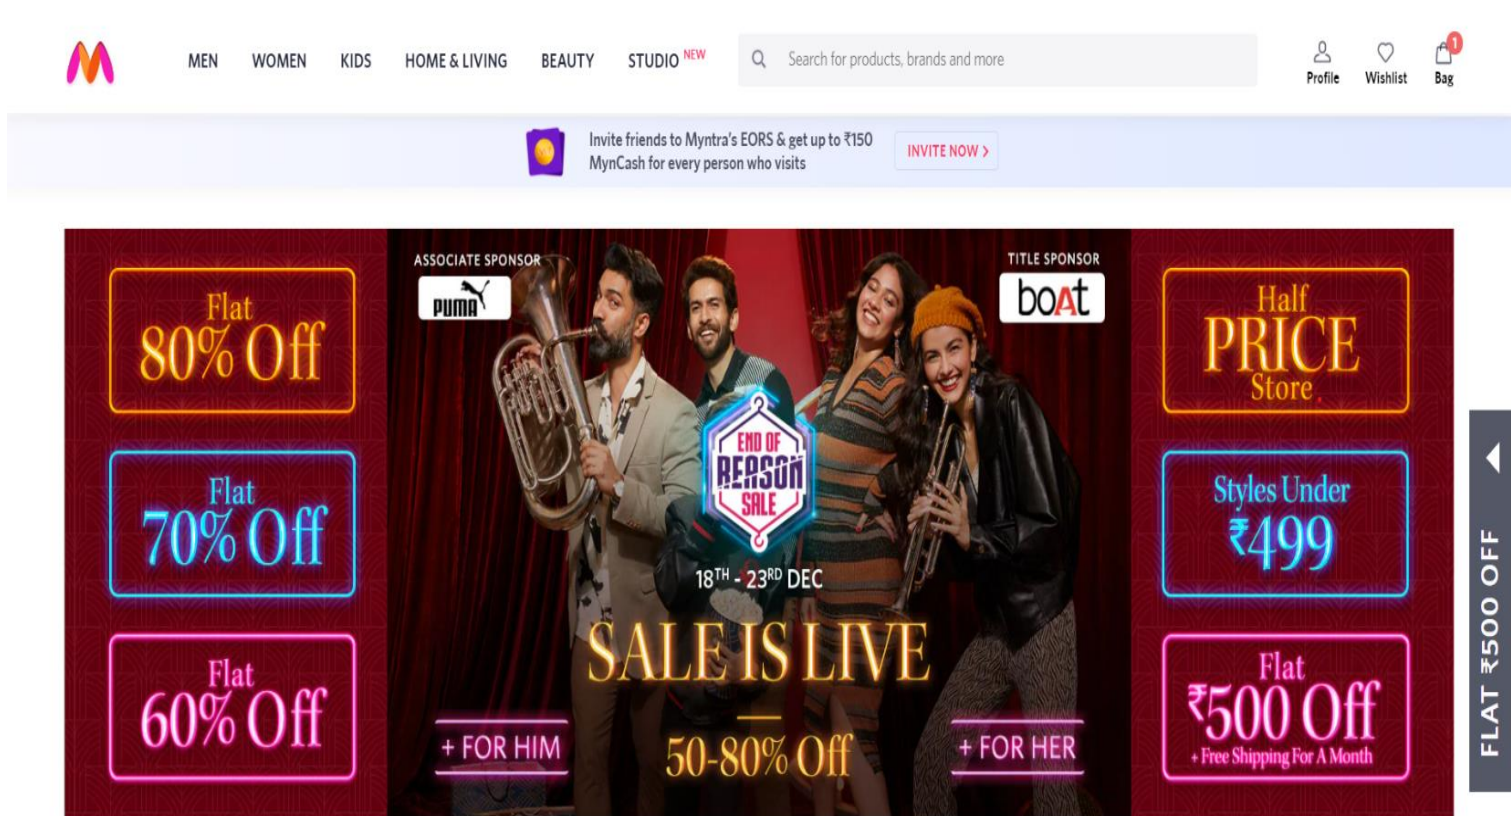 MEN WOMEN KIDS HOME & LIVING BEAUTY STUDIO NEW
Search for products, brands and more
Profile Wishlist Bag
1
Invite friends to Myntra's EORS & get up to ₹150
MynCash for every person who visits
INVITE NOW >
Flat
80% Off
Flat
70% Off
Flat
60% Off
ASSOCIATE SPONSOR
PUMA
TITLE SPONSOR
boAt
END OF
REASON
SALE
18TH - 23RD DEC
SALE IS LIVE
50-80% Off
+ FOR HIM
+ FOR HER
Half
PRICE
Store
Styles Under
₹499
Flat
₹500 Off
+ Free Shipping For A Month
FLAT ₹500 OFF